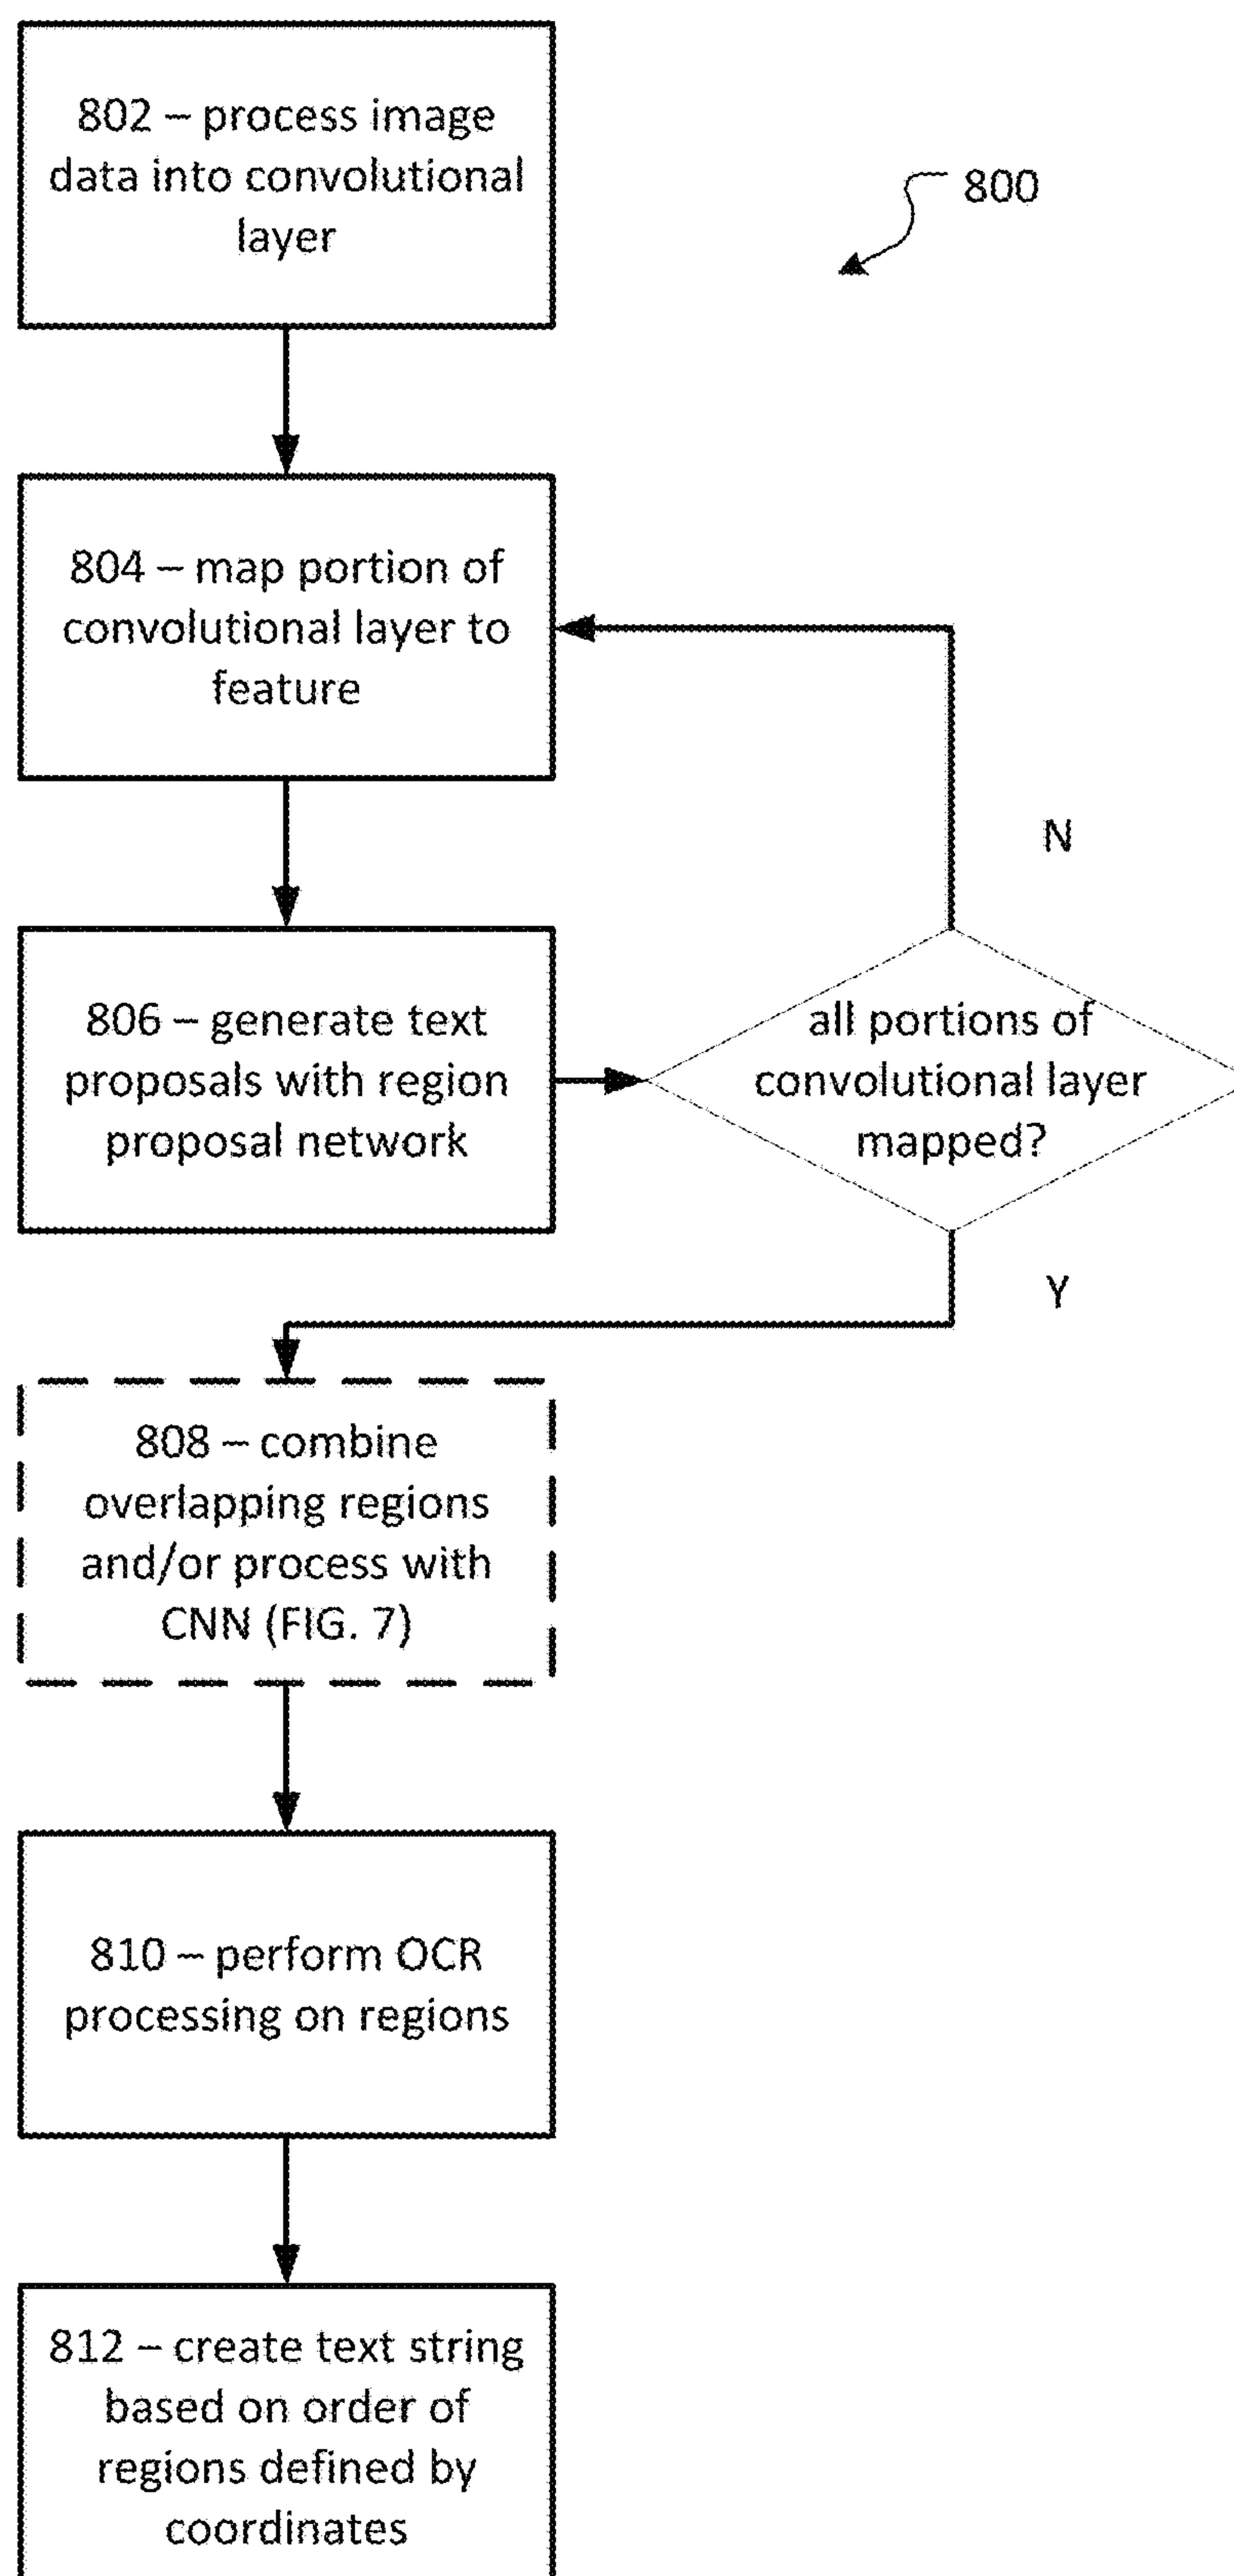 802 – process image
data into convolutional
layer
800
804 – map portion of
convolutional layer to
feature
N
806 – generate text
proposals with region
proposal network
all portions of
convolutional layer
mapped?
Y
808 – combine
overlapping regions
and/or process with
CNN (FIG. 7)
810 – perform OCR
processing on regions
812 – create text string
based on order of
regions defined by
coordinates